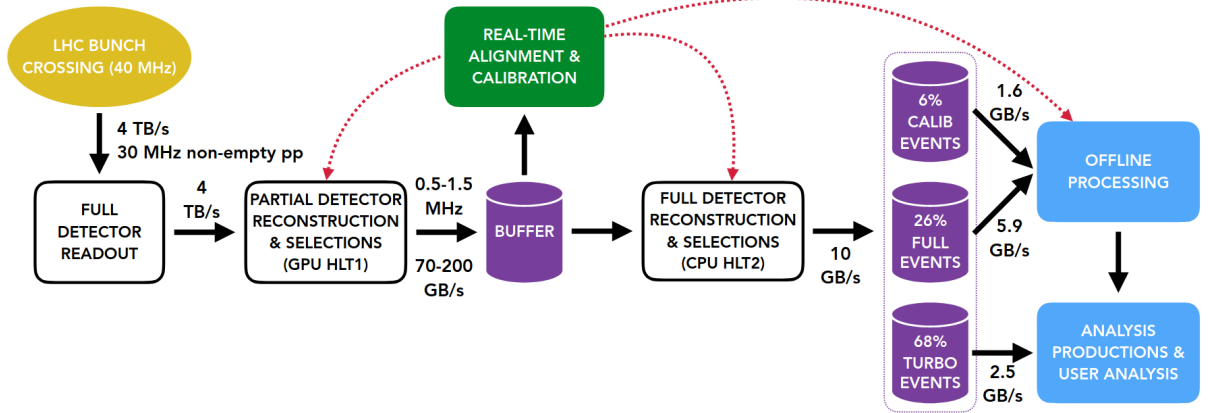 LHC BUNCH
CROSSING (40 MHz)
4 TB/s
30 MHz non-empty pp
FULL
DETECTOR
READOUT
4
TB/s
PARTIAL DETECTOR
RECONSTRUCTION
& SELECTIONS
(GPU HLT1)
0.5-1.5
MHz
70-200
GB/s
REAL-TIME
ALIGNMENT &
CALIBRATION
BUFFER
FULL DETECTOR
RECONSTRUCTION
& SELECTIONS
(CPU HLT2)
10
GB/s
6%
CALIB
EVENTS
26%
FULL
EVENTS
68%
TURBO
EVENTS
1.6
GB/s
5.9
GB/s
2.5
GB/s
OFFLINE
PROCESSING
ANALYSIS
PRODUCTIONS &
USER ANALYSIS